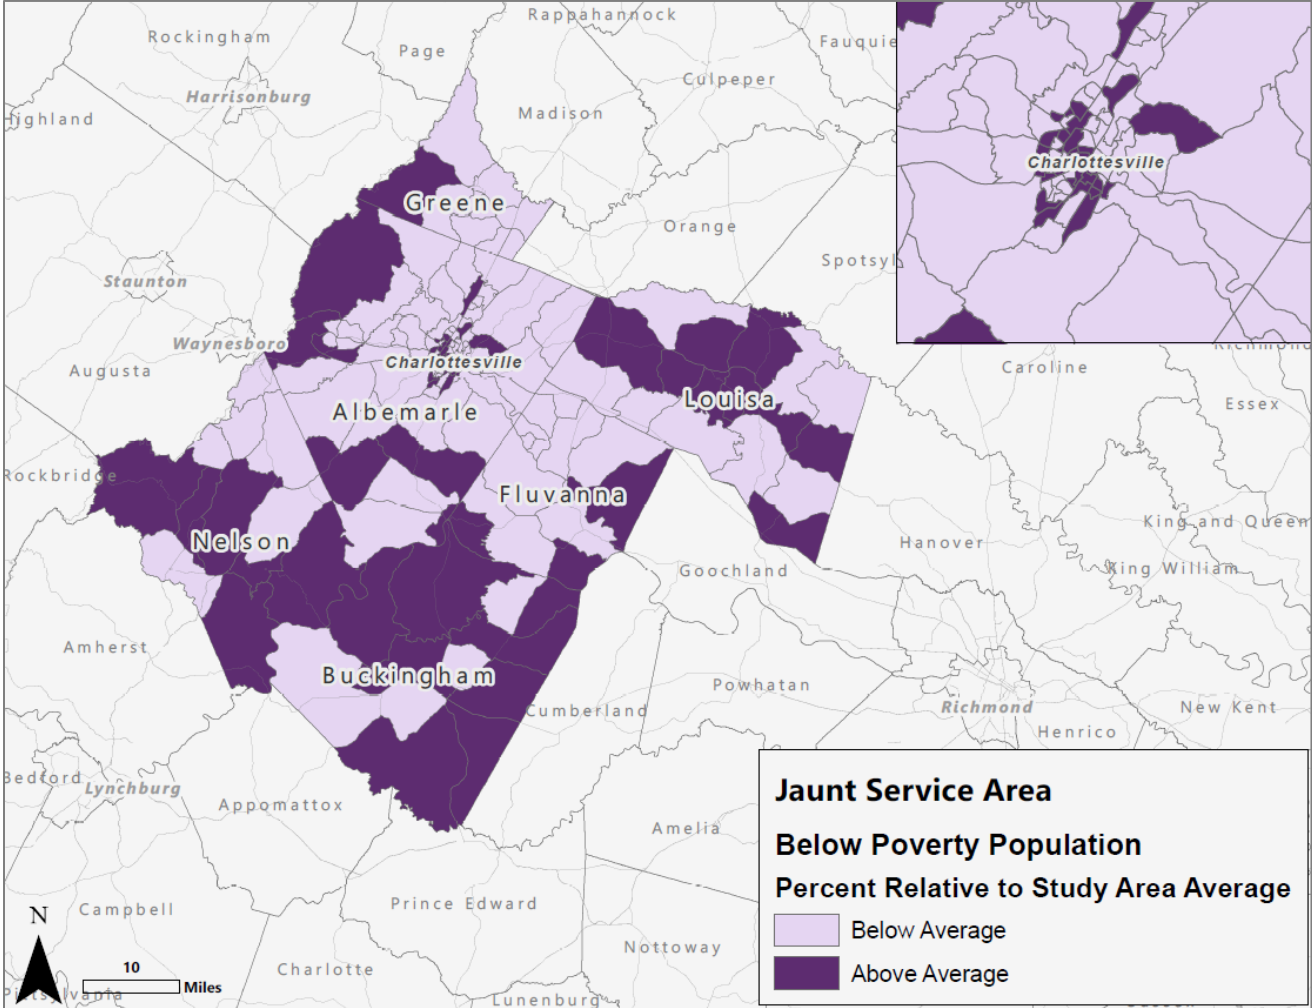 Rappahannock
Rockingham
Page
Fauquie
Culpeper
Harrisonburg
Madison
ighland
Charlottesville
Greene
Orange
Spotsyl
Staunton
Waynesboro
Augusta
Charlottesville
Caroline
Louisa
Albemarle
Essex
Rockbridge
Fluvanna
King and Queen
Nelson
Hanover
King William
Goochland
Amherst
Buckingham
Powhatan
Cumberland
Richmond
New Kent
Henrico
Bedford
Lynchburg
Appomattox
Amelia
Campbell
Prince Edward
Nottoway
Charlotte
Lunenburg
N
10
Miles
Jaunt Service Area
Below Poverty Population
Percent Relative to Study Area Average
Below Average
Above Average